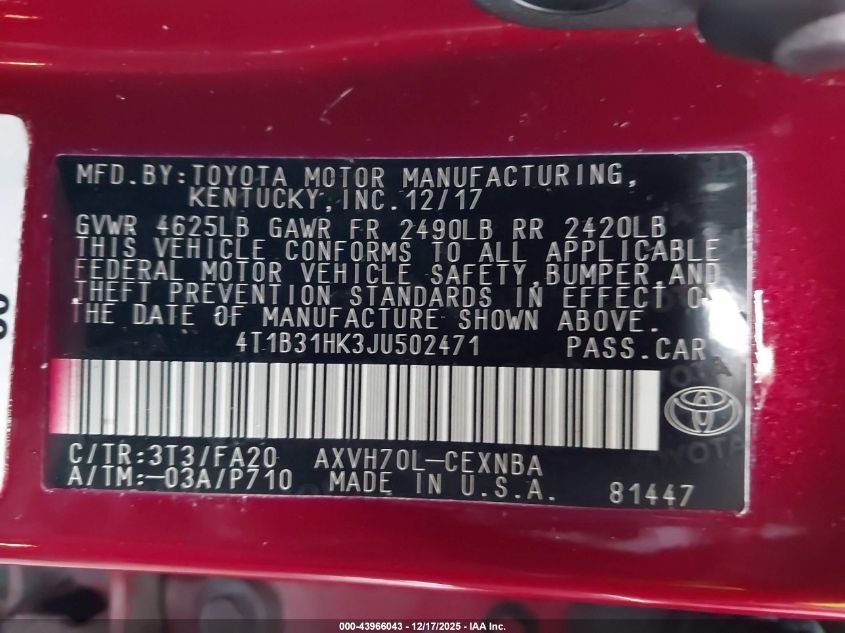 MFD.BY:TOYOTA MOTOR MANUFACTURING,
KENTUCKY,INC.12/17
GVWR 4625LB GAWR FR 2490LB RR 2420LB
THIS VEHICLE CONFORMS TO ALL APPLICABLE
FEDERAL MOTOR VEHICLE SAFETY,BUMPER,AND
THEFT PREVENTION STANDARDS IN EFFECT ON
THE DATE OF MANUFACTURE SHOWN ABOVE.
4T1B31HK3JU502471 PASS.CAR
C/TR:3T3/FA20 AXVH70L-CEXNBA
A/TM:-03A/P710 MADE IN U.S.A. 81447
TOYOTA
000-43966043 - 12/17/2025 - IAA Inc.